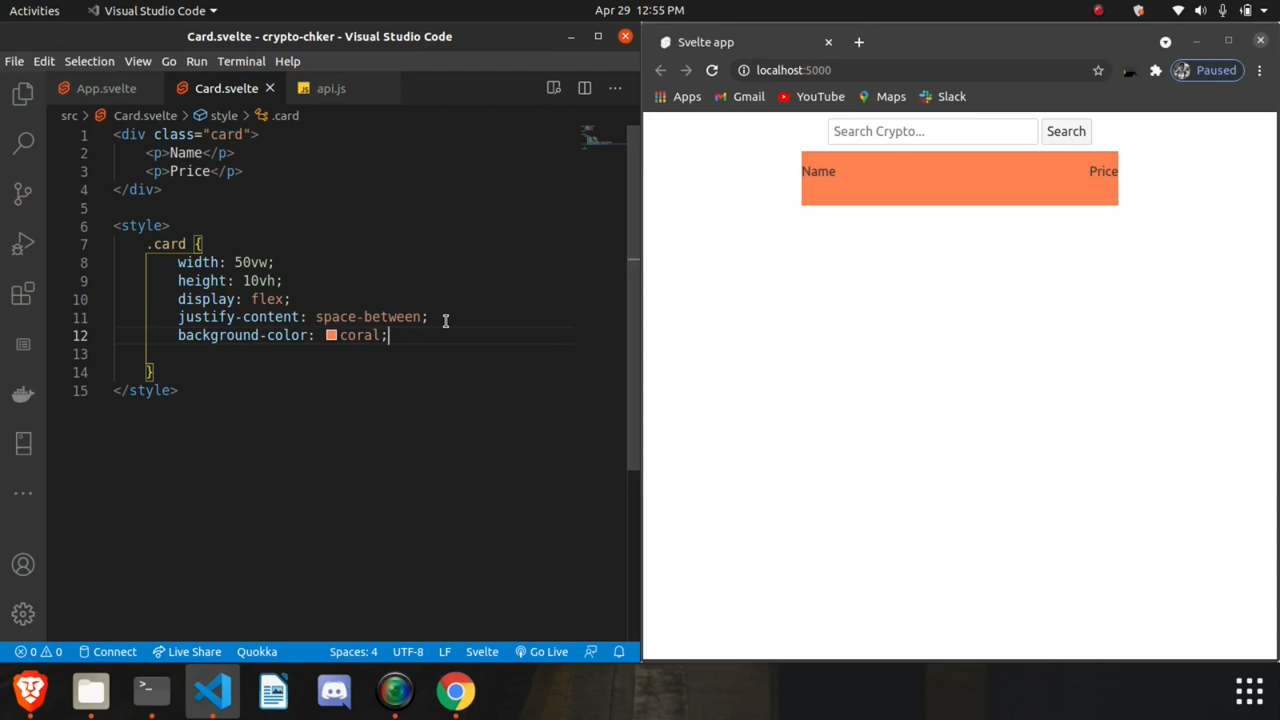 Activities
Visual Studio Code
Apr 29 12:55 PM
Card.svelte - crypto-chker - Visual Studio Code
File Edit Selection View Go Run Terminal Help
App.svelte
Card.svelte
api.js
src > Card.svelte > style > .card
1 <div class="card">
2 <p>Name</p>
3 <p>Price</p>
4 </div>
5
6 <style>
7 .card {
8 width: 50vw;
9 height: 10vh;
10 display: flex;
11 justify-content: space-between;
12 background-color: coral;
13
14 }
15 </style>
0 0 Connect Live Share Quokka Spaces: 4 UTF-8 LF Svelte Go Live
Svelte app
localhost:5000
Paused
Apps Gmail YouTube Maps Slack
Search Crypto... Search
Name Price